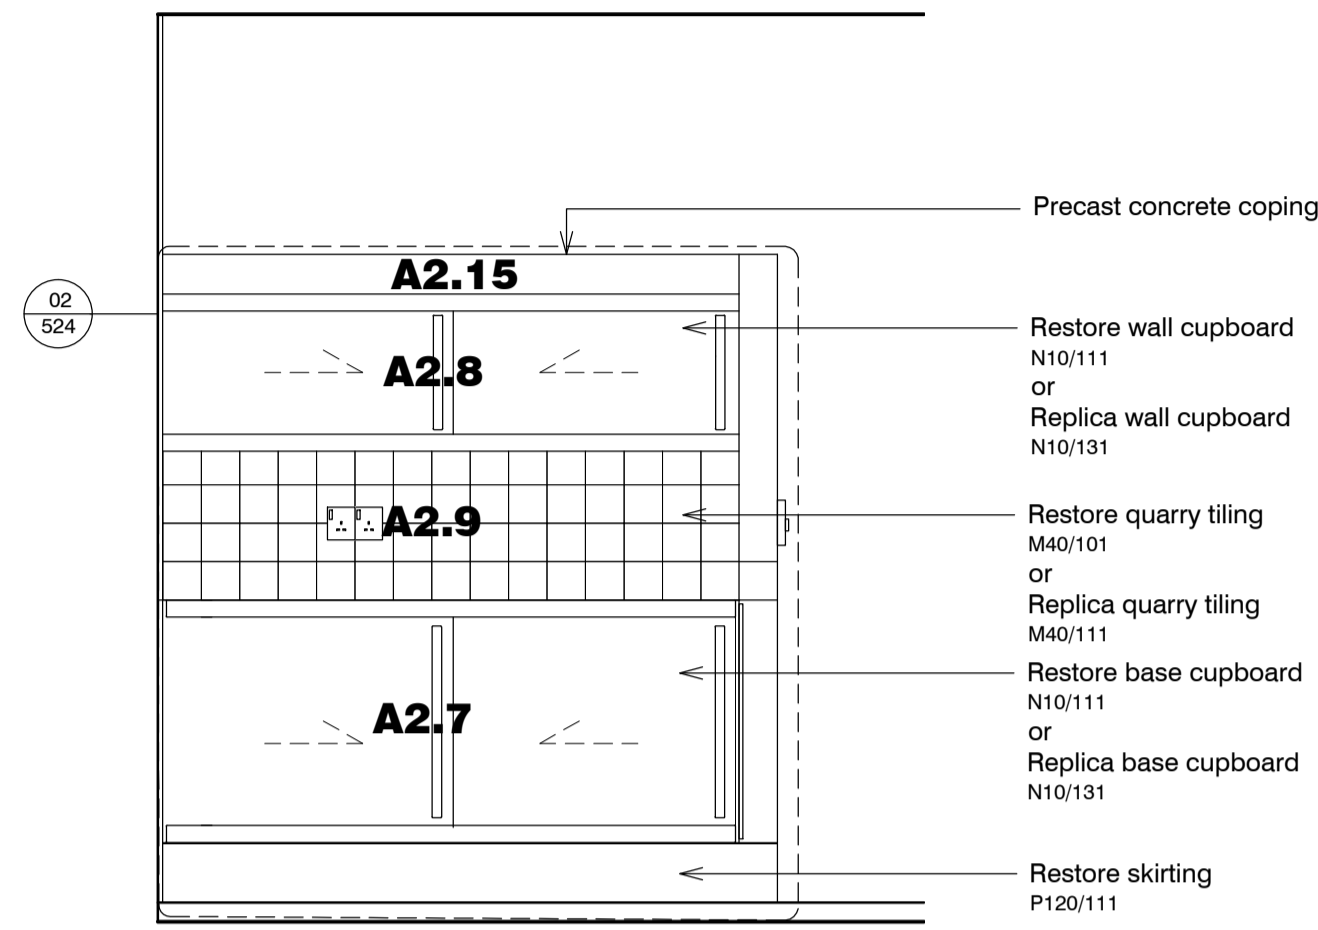 Precast concrete coping
A2.15
02
524
Restore wall cupboard
N10/111
or
Replica wall cupboard
N10/131
A2.8
Restore quarry tiling
M40/101
or
Replica quarry tiling
M40/111
A2.9
Restore base cupboard
N10/111
or
Replica base cupboard
N10/131
A2.7
Restore skirting
P120/111